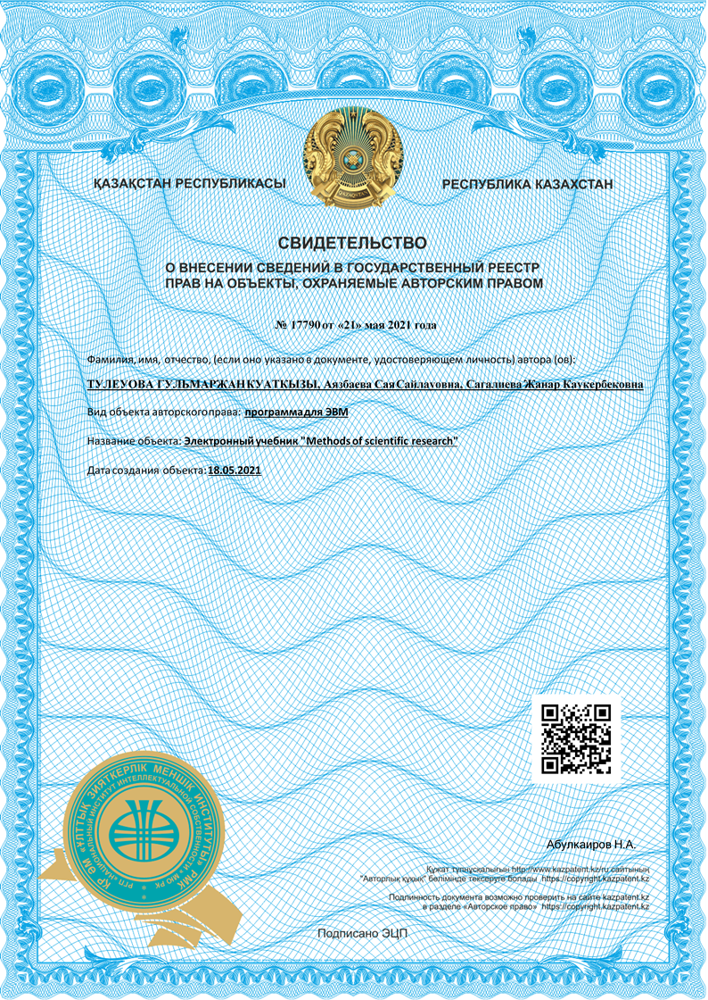 ҚАЗАҚСТАН РЕСПУБЛИКАСЫ
РЕСПУБЛИКА КАЗАХСТАН
QAZAQSTAN
СВИДЕТЕЛЬСТВО
О ВНЕСЕНИИ СВЕДЕНИЙ В ГОСУДАРСТВЕННЫЙ РЕЕСТР
ПРАВ НА ОБЪЕКТЫ, ОХРАНЯЕМЫЕ АВТОРСКИМ ПРАВОМ
№ 17790 от «21» мая 2021 года
Фамилия, имя, отчество, (если оно указано в документе, удостоверяющем личность) автора (ов):
ТУЛЕУОВА ГУЛЬМАРЖАН КУАТКЫЗЫ, Аязбаева Сая Сайлауовна, Сагалиева Жанар Каукербековна
Вид объекта авторского права: программа для ЭВМ
Название объекта: Электронный учебник "Methods of scientific research"
Дата создания объекта: 18.05.2021
ҚР ӘМ «ҰЛТТЫҚ ЗИЯТКЕРЛІК МЕНШІК ИНСТИТУТЫ» РМК
РГП «НАЦИОНАЛЬНЫЙ ИНСТИТУТ ИНТЕЛЛЕКТУАЛЬНОЙ СОБСТВЕННОСТИ» МЮ РК
Абулкаиров Н.А.
Құжат түпнұсқалығын http://www.kazpatent.kz/ru сайтының
"Авторлық құқық" бөлімінде тексеруге болады https://copyright.kazpatent.kz
Подлинность документа возможно проверить на сайте kazpatent.kz
в разделе «Авторское право» https://copyright.kazpatent.kz
Подписано ЭЦП